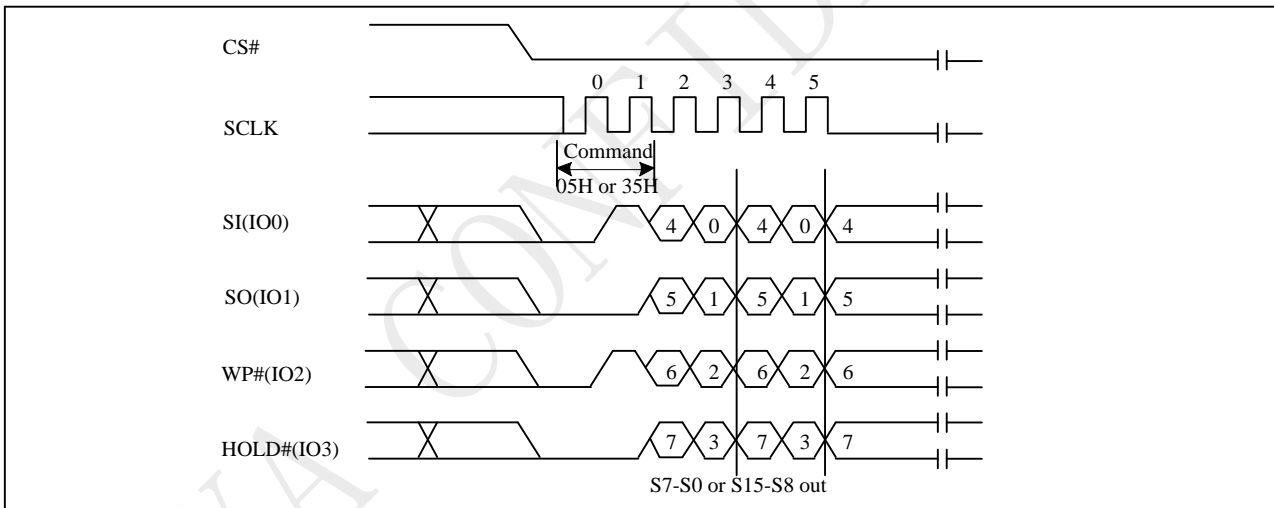 CS#
0 1 2 3 4 5
SCLK
Command
05H or 35H
SI(IO0) 4 0 4 0 4
SO(IO1) 5 1 5 1 5
WP#(IO2) 6 2 6 2 6
HOLD#(IO3) 7 3 7 3 7
S7-S0 or S15-S8 out